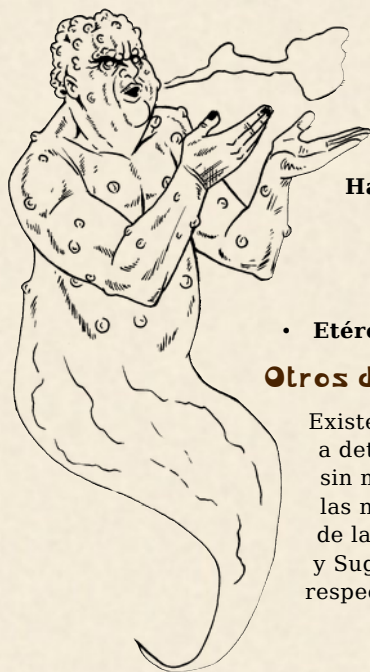 Ha
• Etére
Otros d
Existe
a det
sin n
las n
de la
y Sug
respec